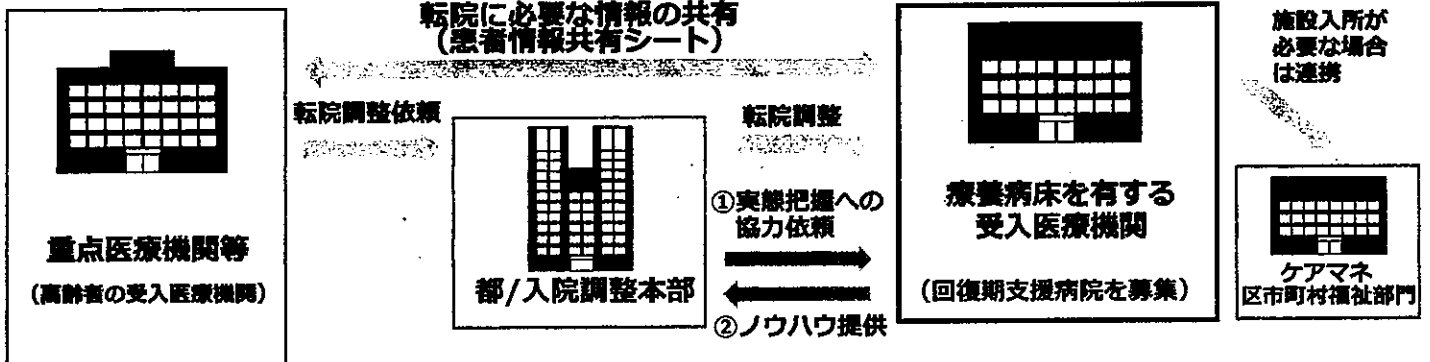 転院に必要な情報の共有
（患者情報共有シート）
施設入所が
必要な場合
は連携
転院調整依頼
転院調整
①実態把握への
協力依頼
②ノウハウ提供
重点医療機関等
（高齢者の受入医療機関）
都/入院調整本部
療養病床を有する
受入医療機関
（回復期支援病院を募集）
ケアマネ
区市町村福祉部門